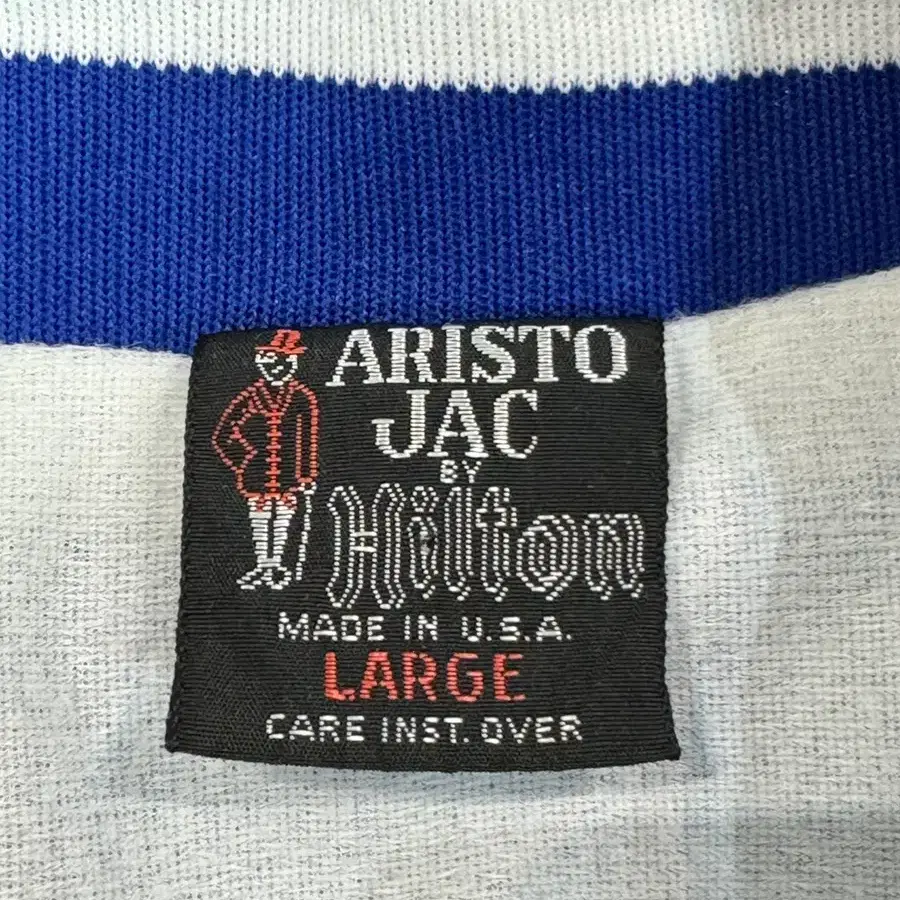 ARISTO
JAC
BY
Hilton
MADE IN U.S.A.
LARGE
CARE INST. OVER